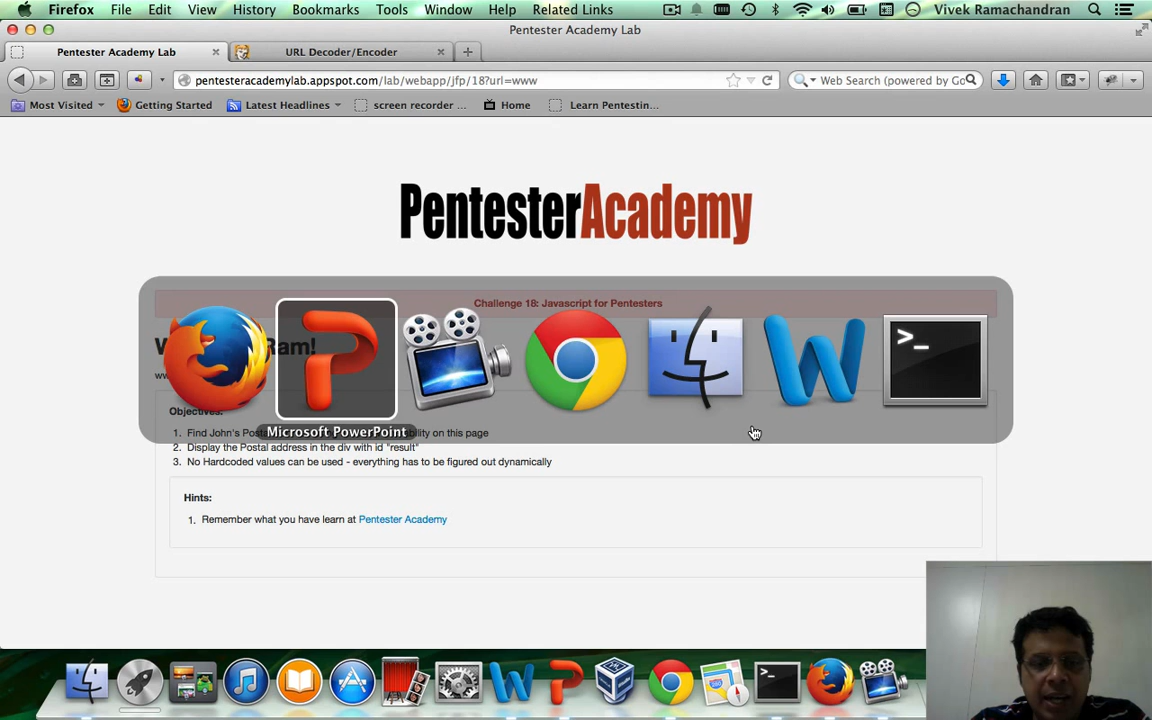 Firefox File Edit View History Bookmarks Tools Window Help Related Links Vivek Ramachandran
Pentester Academy Lab
Pentester Academy Lab URL Decoder/Encoder
pentesteracademylab.appspot.com/lab/webapp/jfp/18?url=www Web Search (powered by Go
Most Visited Getting Started Latest Headlines screen recorder ... Home Learn Pentestin...
PentesterAcademy
Challenge 18: Javascript for Pentesters
Ram!
Objectives:
Microsoft PowerPoint
1. Find John's ability on this page
2. Display the Postal address in the div with id "result"
3. No Hardcoded values can be used - everything has to be figured out dynamically
Hints:
1. Remember what you have learn at Pentester Academy